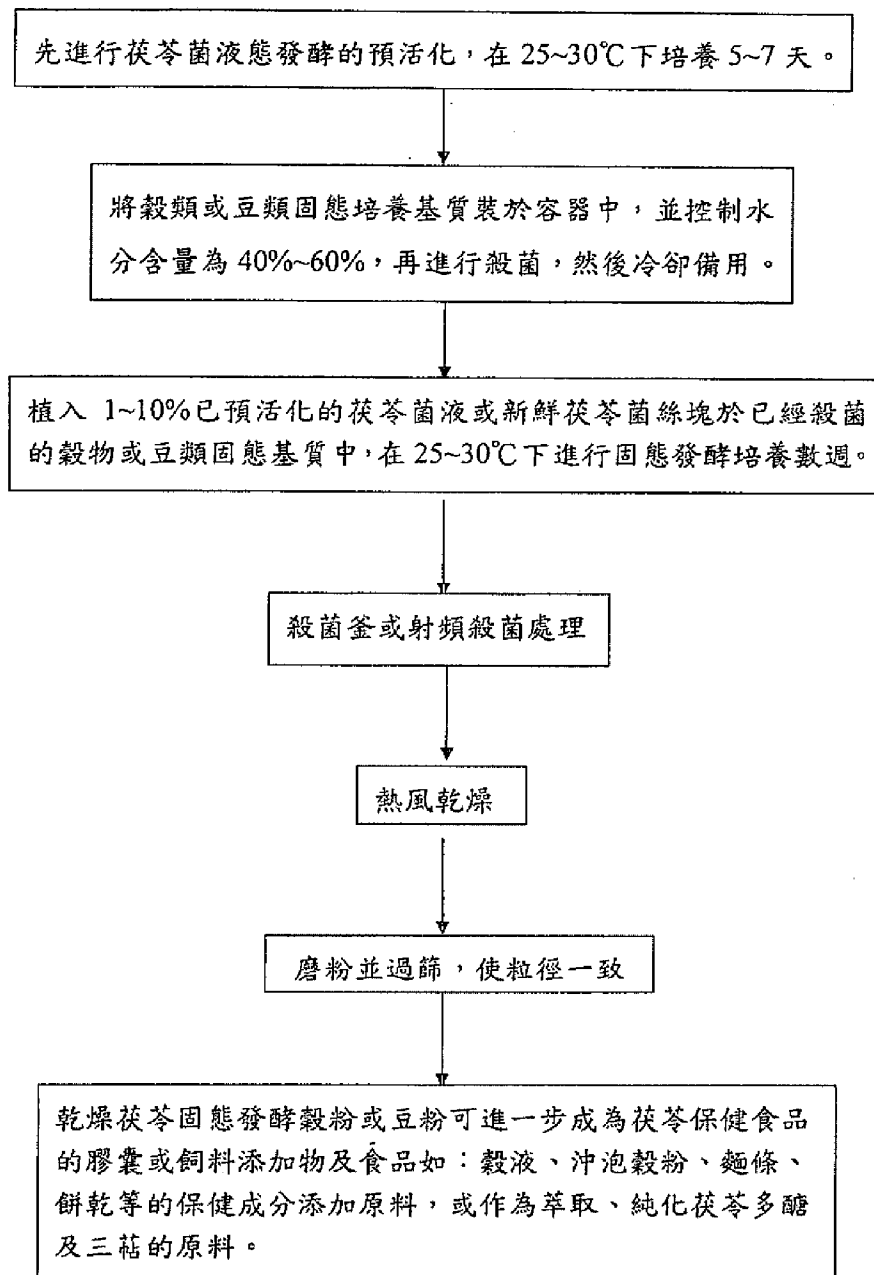 先進行茯苓菌液態發酵的預活化，在 25~30℃下培養 5~7 天。
將穀類或豆類固態培養基質裝於容器中，並控制水
分含量為 40%~60%，再進行殺菌，然後冷卻備用。
植入 1~10%已預活化的茯苓菌液或新鮮茯苓菌絲塊於已經殺菌
的穀物或豆類固態基質中，在 25~30℃下進行固態發酵培養數週。
殺菌釜或射頻殺菌處理
熱風乾燥
磨粉並過篩，使粒徑一致
乾燥茯苓固態發酵穀粉或豆粉可進一步成為茯苓保健食品
的膠囊或飼料添加物及食品如：穀液、沖泡穀粉、麵條、
餅乾等的保健成分添加原料，或作為萃取、純化茯苓多醣
及三萜的原料。